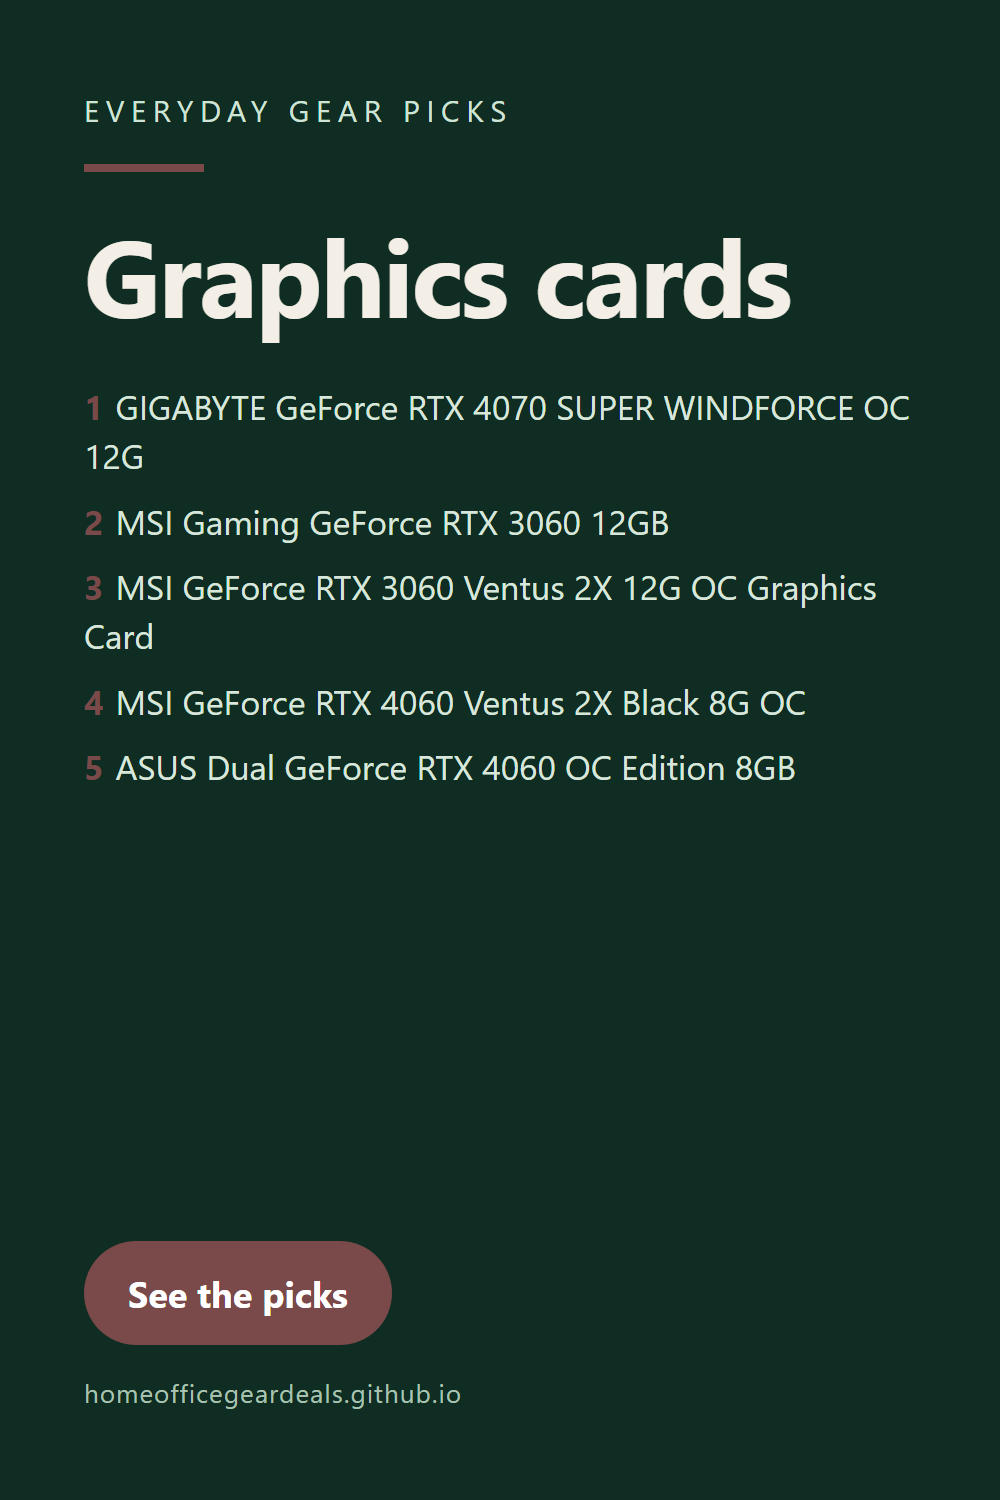 EVERYDAY GEAR PICKS
Graphics cards
1 GIGABYTE GeForce RTX 4070 SUPER WINDFORCE OC
12G
2 MSI Gaming GeForce RTX 3060 12GB
3 MSI GeForce RTX 3060 Ventus 2X 12G OC Graphics
Card
4 MSI GeForce RTX 4060 Ventus 2X Black 8G OC
5 ASUS Dual GeForce RTX 4060 OC Edition 8GB
See the picks
homeofficegeardeals.github.io